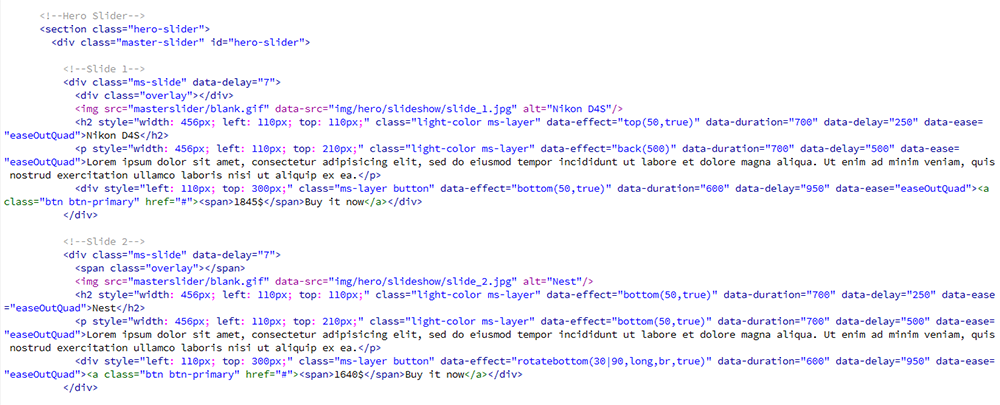 <!--Hero Slider-->
<section class="hero-slider">
<div class="master-slider" id="hero-slider">
<!--Slide 1-->
<div class="ms-slide" data-delay="7">
<div class="overlay"></div>
<img src="masterslider/blank.gif" data-src="img/hero/slideshow/slide_1.jpg" alt="Nikon D4S"/>
<h2 style="width: 456px; left: 110px; top: 110px;" class="light-color ms-layer" data-effect="top(50,true)" data-duration="700" data-delay="250" data-ease=
"easeOutQuad">Nikon D4S</h2>
<p style="width: 456px; left: 110px; top: 210px;" class="light-color ms-layer" data-effect="back(500)" data-duration="700" data-delay="500" data-ease=
"easeOutQuad">Lorem ipsum dolor sit amet, consectetur adipisicing elit, sed do eiusmod tempor incididunt ut labore et dolore magna aliqua. Ut enim ad minim veniam, quis
nostrud exercitation ullamco laboris nisi ut aliquip ex ea.</p>
<div style="left: 110px; top: 300px;" class="ms-layer button" data-effect="bottom(50,true)" data-duration="600" data-delay="950" data-ease="easeOutQuad"><a
class="btn btn-primary" href="#"><span>1845$</span>Buy it now</a></div>
</div>
<!--Slide 2-->
<div class="ms-slide" data-delay="7">
<span class="overlay"></span>
<img src="masterslider/blank.gif" data-src="img/hero/slideshow/slide_2.jpg" alt="Nest"/>
<h2 style="width: 456px; left: 110px; top: 110px;" class="light-color ms-layer" data-effect="bottom(50,true)" data-duration="700" data-delay="250" data-ease
="easeOutQuad">Nest</h2>
<p style="width: 456px; left: 110px; top: 210px;" class="light-color ms-layer" data-effect="bottom(50,true)" data-duration="700" data-delay="500" data-ease=
"easeOutQuad">Lorem ipsum dolor sit amet, consectetur adipisicing elit, sed do eiusmod tempor incididunt ut labore et dolore magna aliqua. Ut enim ad minim veniam, quis
nostrud exercitation ullamco laboris nisi ut aliquip ex ea.</p>
<div style="left: 110px; top: 300px;" class="ms-layer button" data-effect="rotatebottom(30|90,long,br,true)" data-duration="600" data-delay="950" data-ease=
"easeOutQuad"><a class="btn btn-primary" href="#"><span>1640$</span>Buy it now</a></div>
</div>